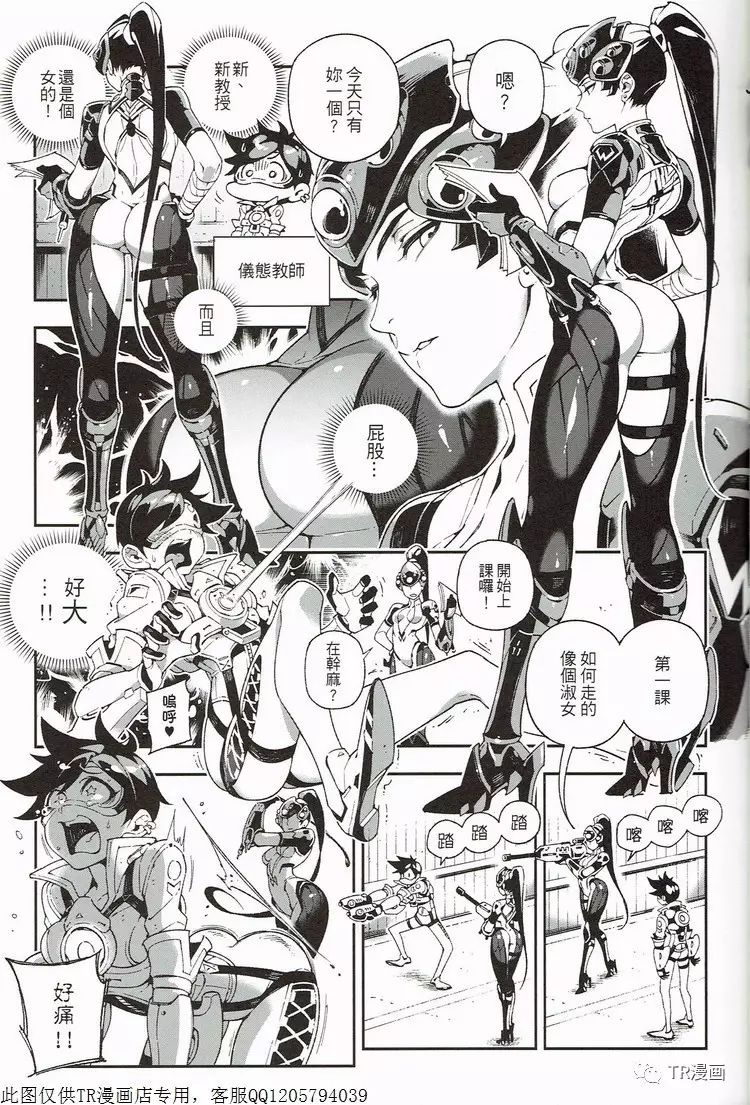 嗯？
今天只有
妳一個？
新、
新教授
還是個
女的！
儀態教師
而且
屁股…
好大
…!!
嗚呼♥
在幹麻？
開始上
課囉！
第一課
如何走的
像個淑女
喀
喀
喀
踏
踏
踏
好痛!!
W
W
TR漫画
此图仅供TR漫画店专用，客服QQ1205794039